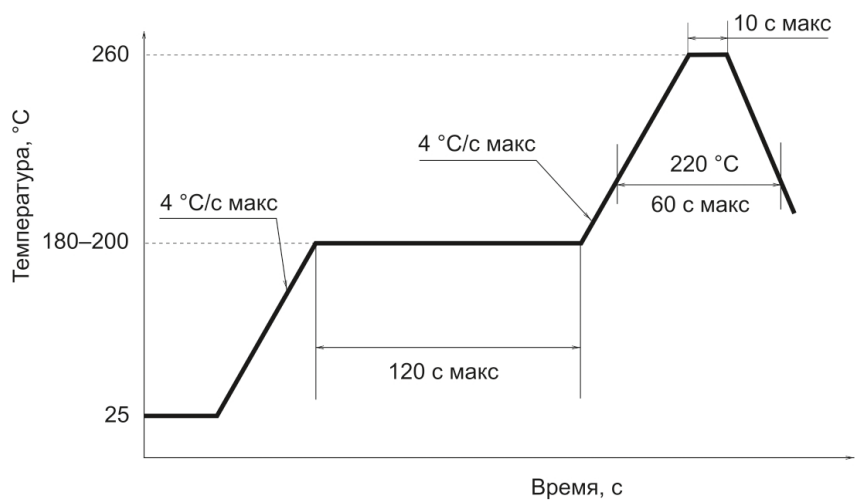 10 с макс
260
Температура, °С
4 °С/с макс
220 °С
4 °С/с макс
60 с макс
180–200
120 с макс
25
Время, с